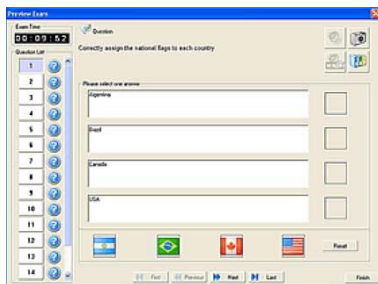 Preview Exam
Exam Time
00:09:52
Question List
Question
Correctly assign the national flags to each country
Please select one answer
1
2
3
4
5
6
7
8
9
10
11
12
13
14
Argentina
Brazil
Canada
USA
Reset
First
Previous
Next
Last
Finish